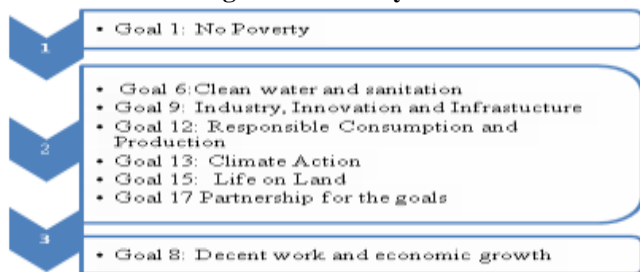 1
• Goal 1: No Poverty
2
• Goal 6:Clean water and sanitation
• Goal 9: Industry, Innovation and Infrastucture
• Goal 12: Responsible Consumption and
Production
• Goal 13: Climate Action
• Goal 15: Life on Land
• Goal 17 Partnership for the goals
3
• Goal 8: Decent work and economic growth